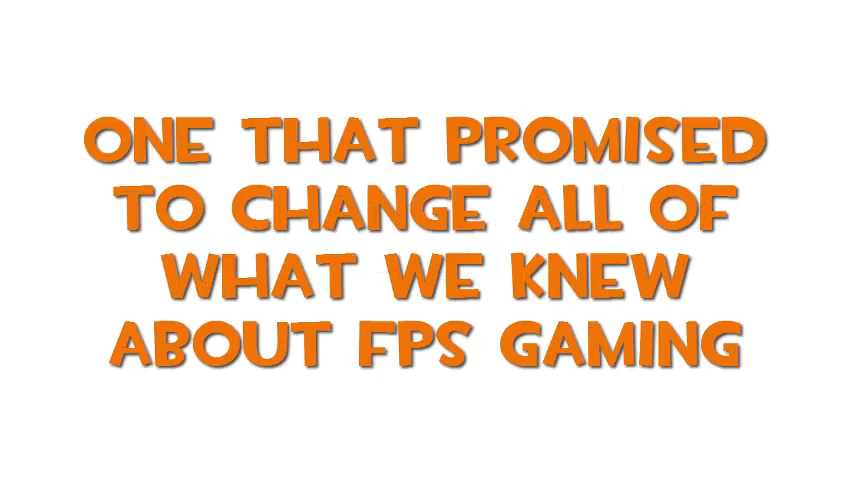 ONE THAT PROMISED
TO CHANGE ALL OF
WHAT WE KNEW
ABOUT FPS GAMING